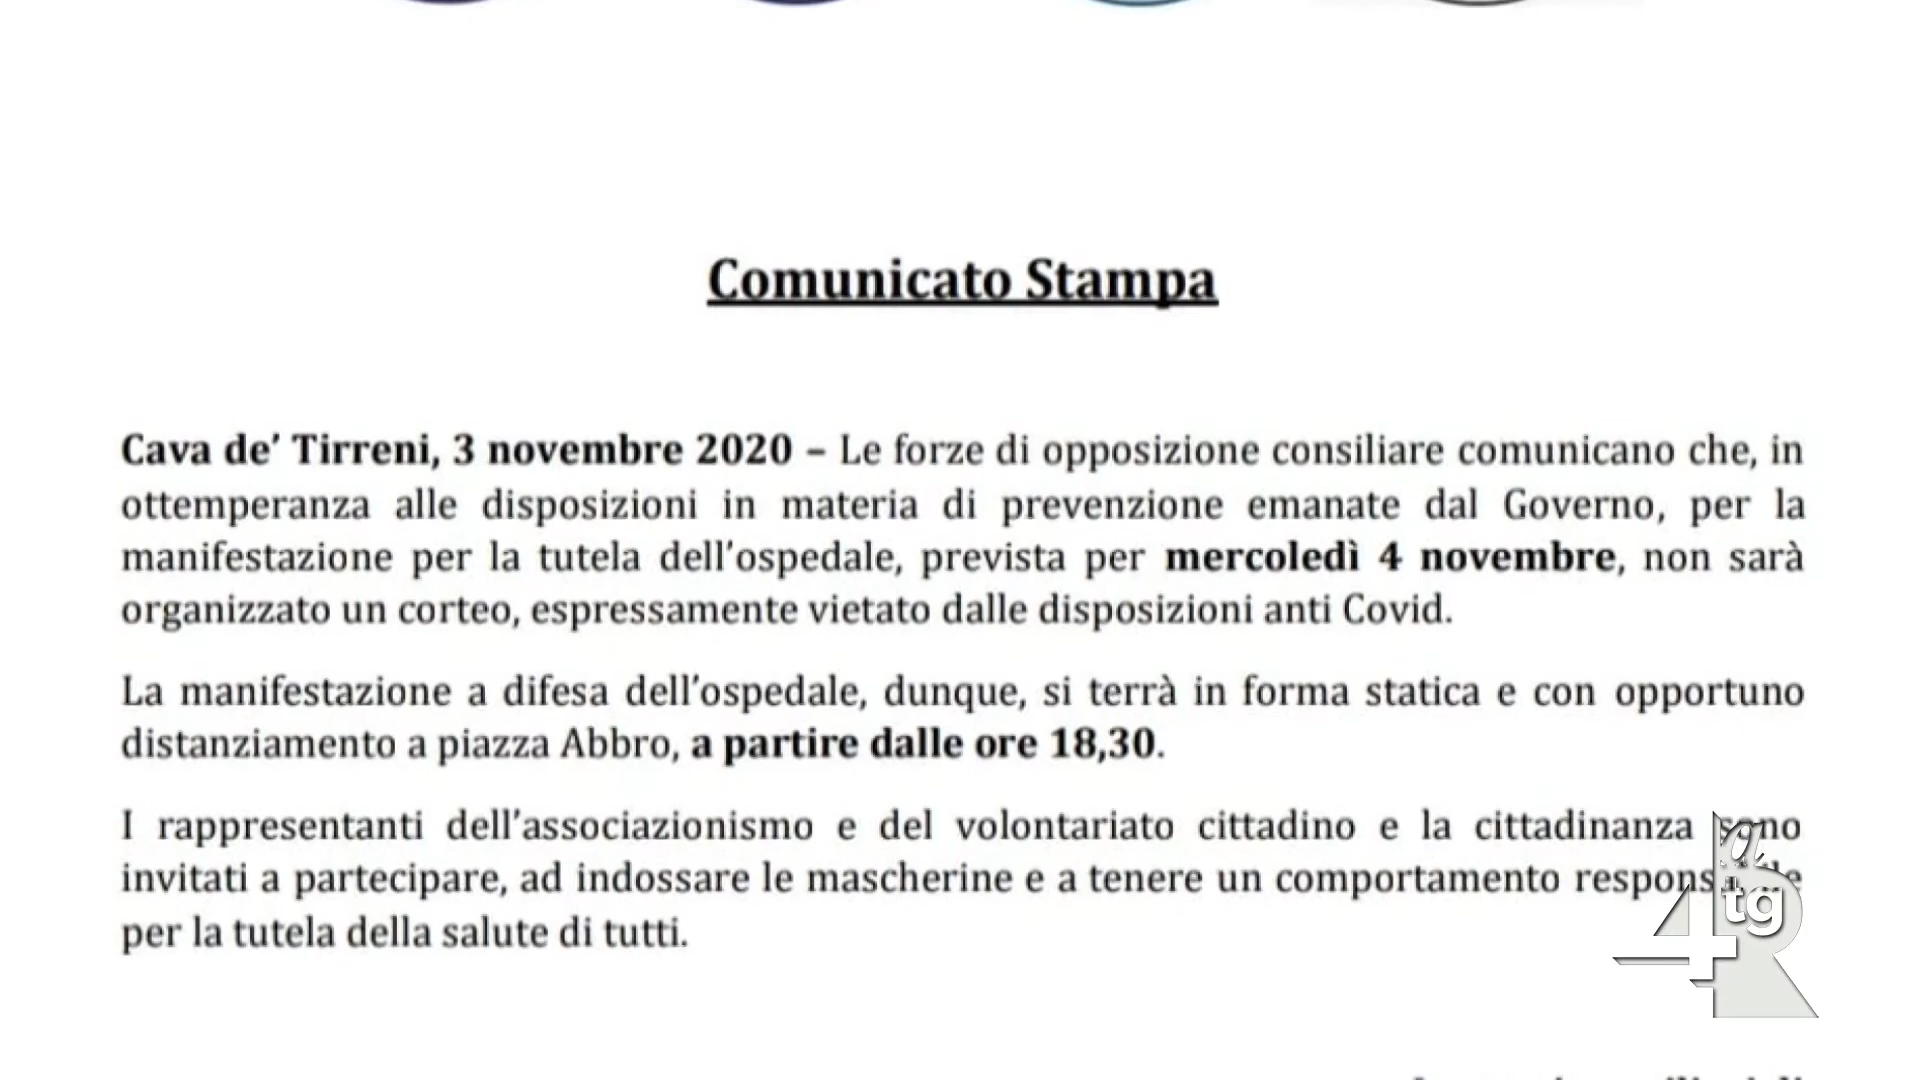 Comunicato Stampa
Cava de’ Tirreni, 3 novembre 2020 – Le forze di opposizione consiliare comunicano che, in
ottemperanza alle disposizioni in materia di prevenzione emanate dal Governo, per la
manifestazione per la tutela dell’ospedale, prevista per mercoledì 4 novembre, non sarà
organizzato un corteo, espressamente vietato dalle disposizioni anti Covid.
La manifestazione a difesa dell’ospedale, dunque, si terrà in forma statica e con opportuno
distanziamento a piazza Abbro, a partire dalle ore 18,30.
I rappresentanti dell’associazionismo e del volontariato cittadino e la cittadinanza sono
invitati a partecipare, ad indossare le mascherine e a tenere un comportamento responsabile
per la tutela della salute di tutti.
4R tg